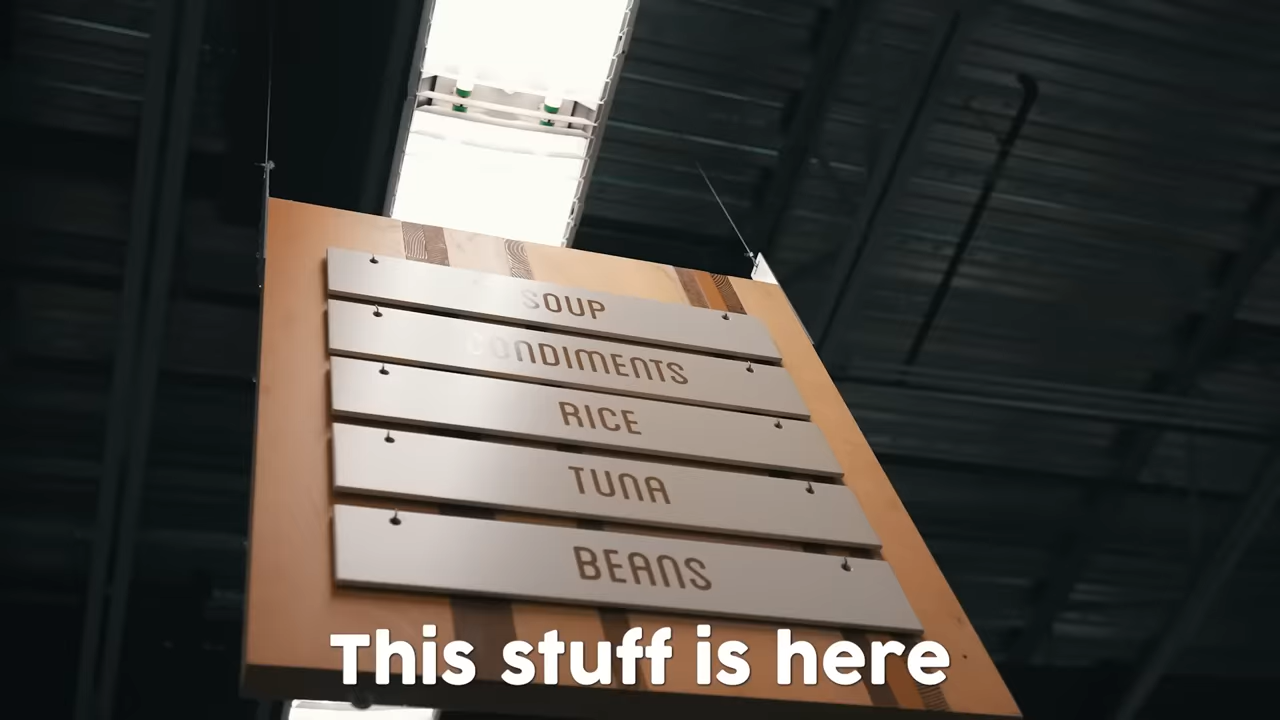 SOUP
CONDIMENTS
RICE
TUNA
BEANS
This stuff is here